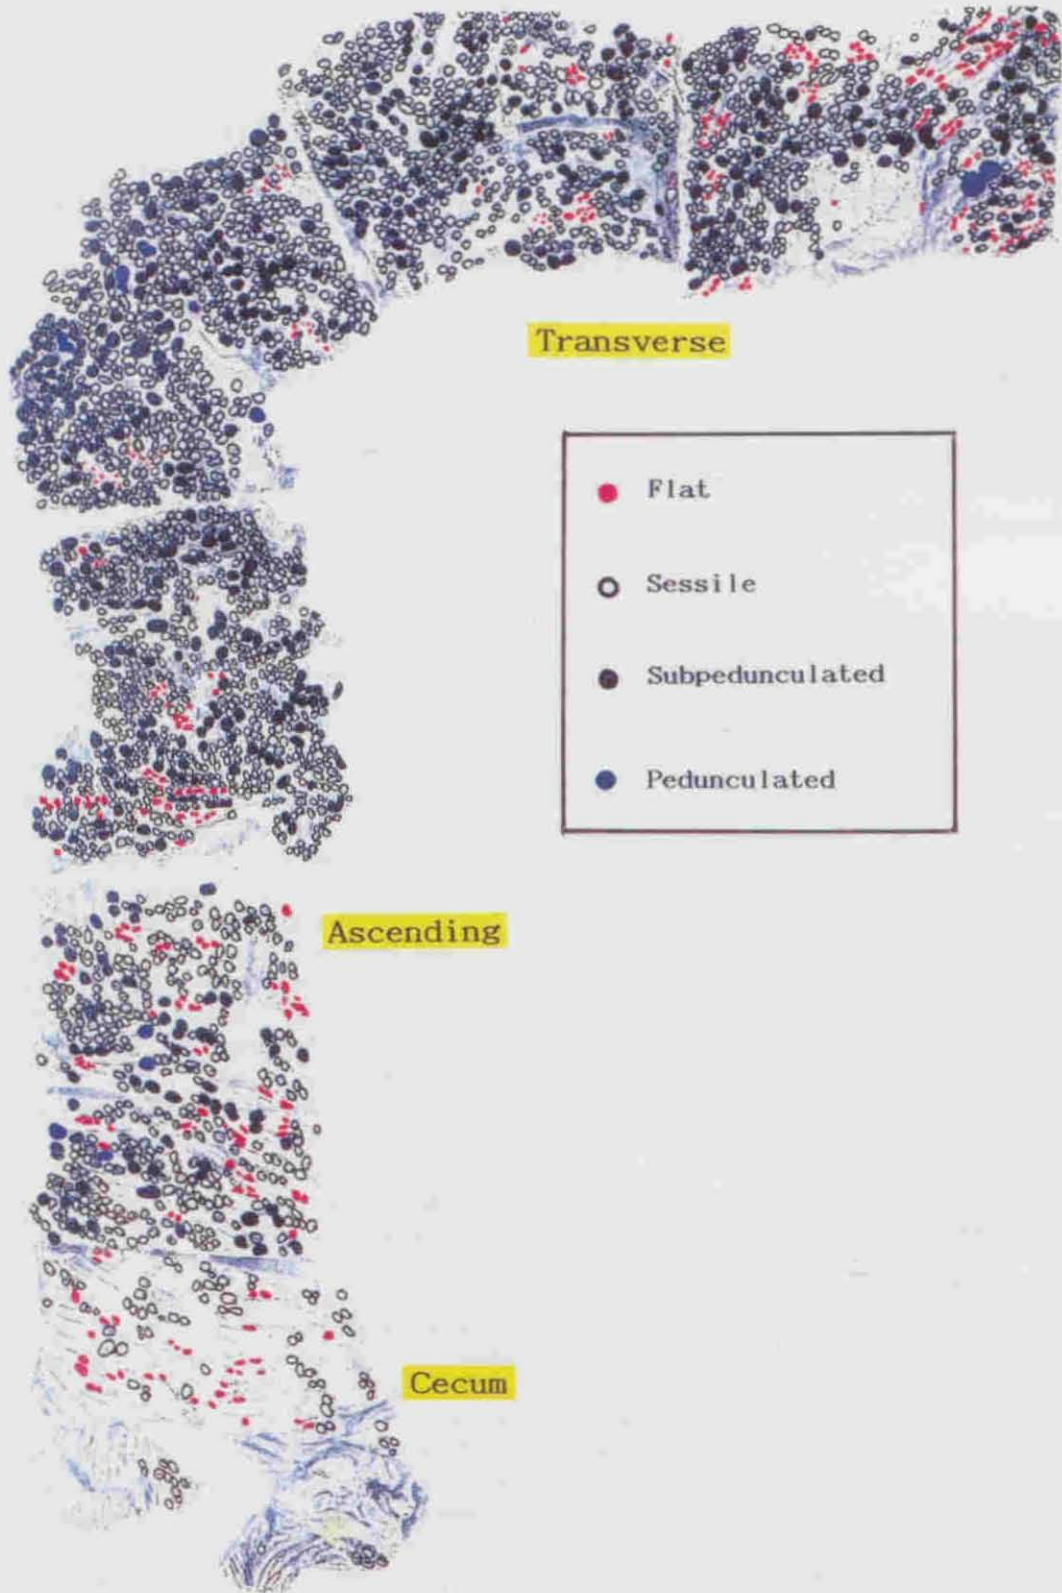 Transverse
Flat
Sessile
Subpedunculated
Pedunculated
Ascending
Cecum